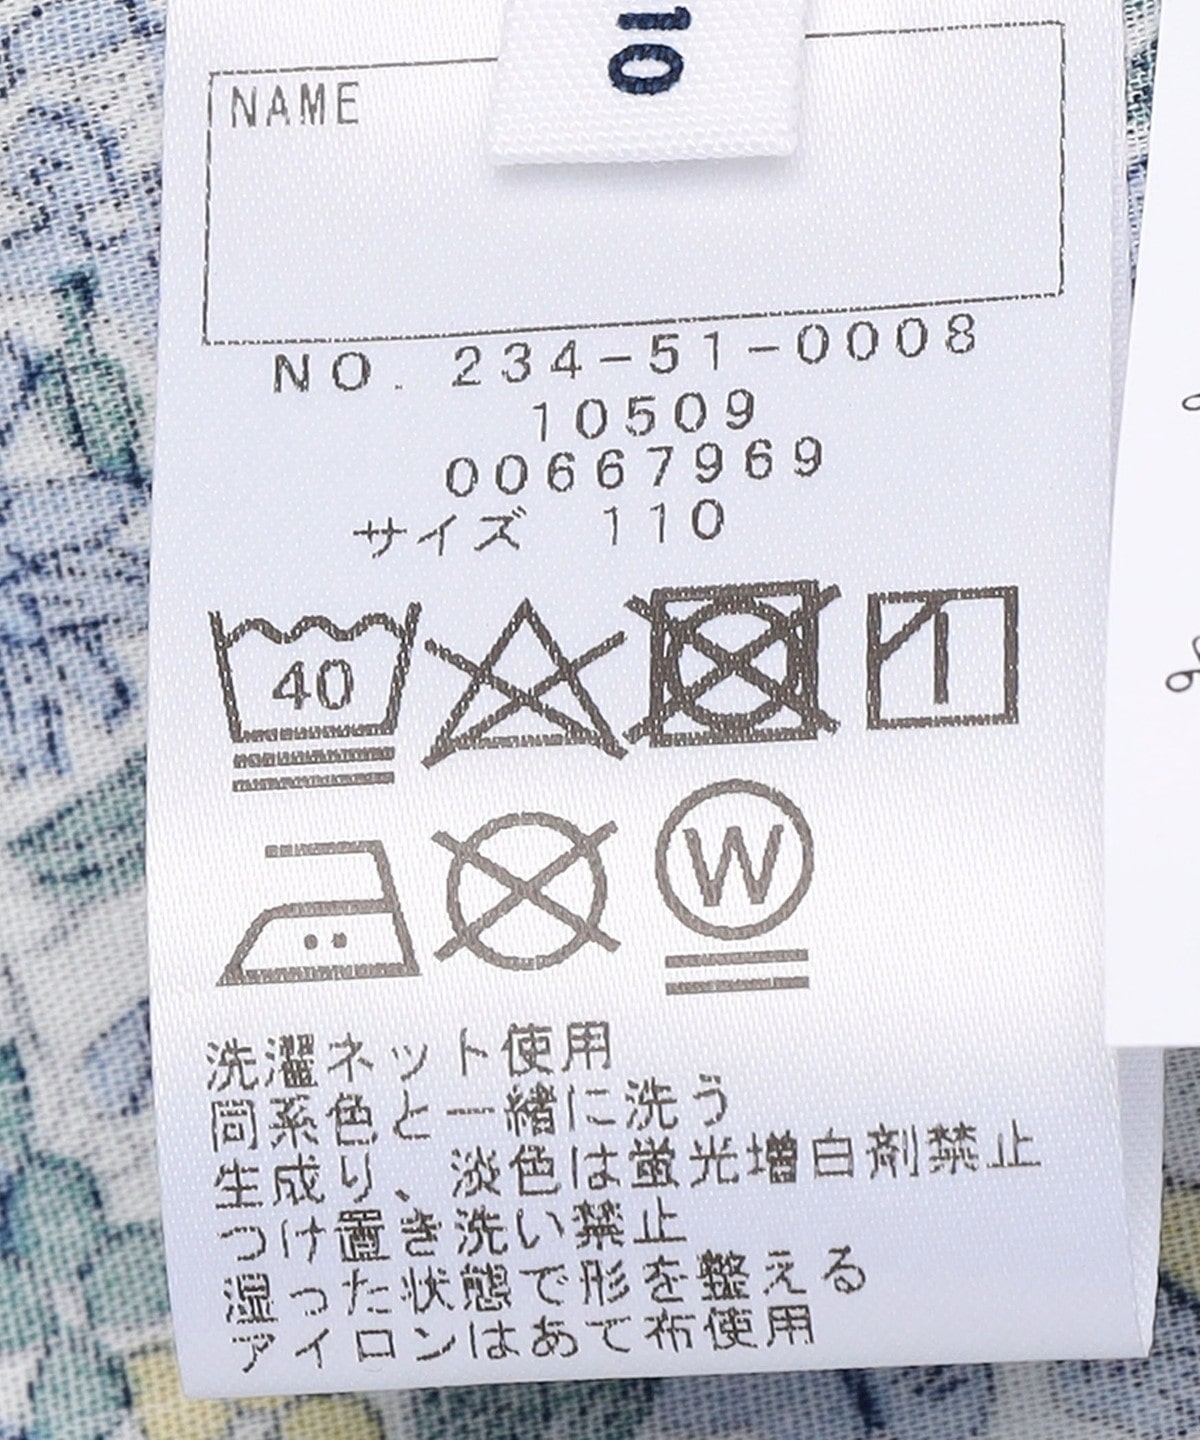 110
NAME
NO. 234-51-0008
10509
00667969
サイズ 110
40
W
洗濯ネット使用
同系色と一緒に洗う
生成り、淡色は蛍光増白剤禁止
つけ置き洗い禁止
湿った状態で形を整える
アイロンはあて布使用